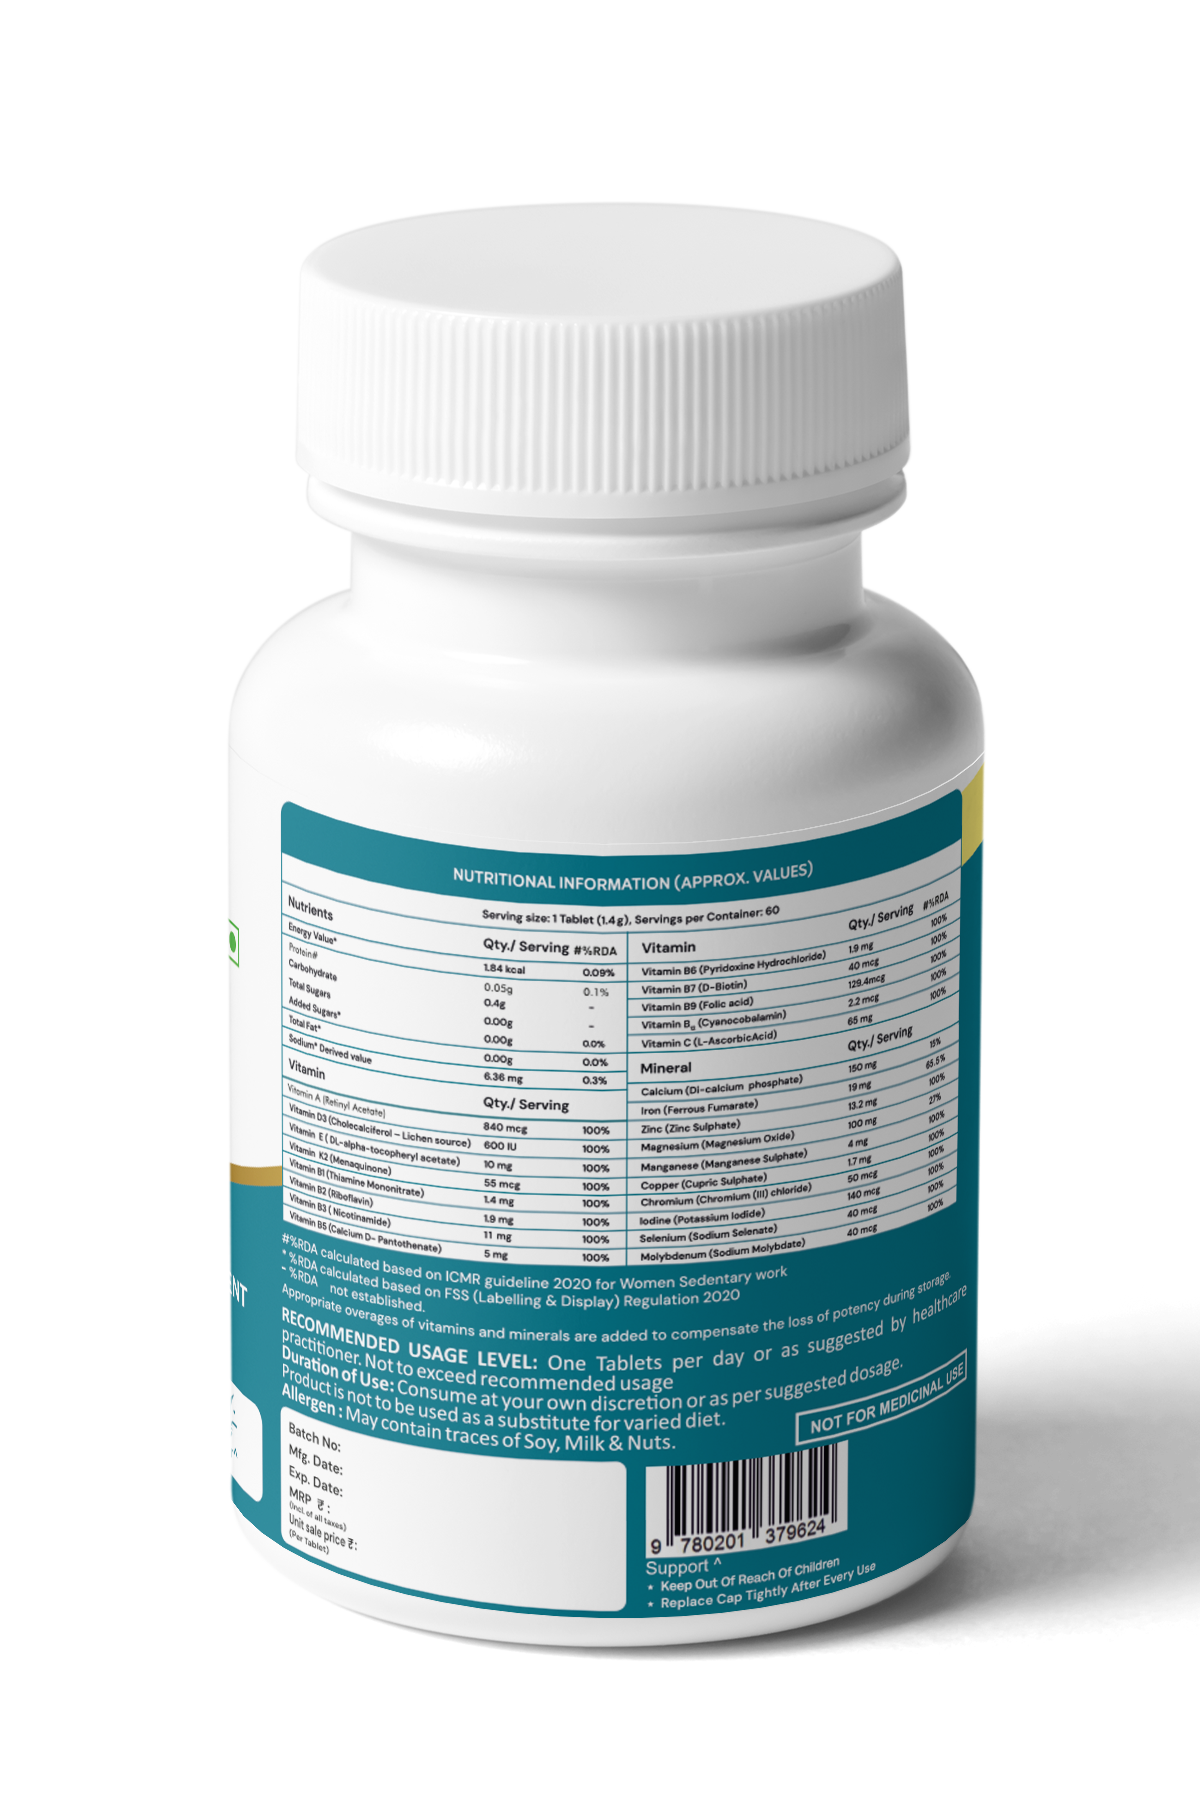 NUTRITIONAL INFORMATION (APPROX. VALUES)
Serving size: 1 Tablet (1.4g), Servings per Container: 60
Nutrients Qty./ Serving #%RDA
Energy Value* 1.84 kcal 0.09%
Protein# 0.05g 0.1%
Carbohydrate 0.4g -
Total Sugars 0.00g -
Added Sugars* 0.00g 0.0%
Total Fat* 0.00g 0.0%
Sodium* Derived value 6.36 mg 0.3%
Vitamin Qty./ Serving
Vitamin A (Retinyl Acetate) 840 mcg 100%
Vitamin D3 (Cholecalciferol – Lichen source) 600 IU 100%
Vitamin E ( DL-alpha-tocopheryl acetate) 10 mg 100%
Vitamin K2 (Menaquinone) 55 mcg 100%
Vitamin B1 (Thiamine Mononitrate) 1.4 mg 100%
Vitamin B2 (Riboflavin) 1.9 mg 100%
Vitamin B3 ( Nicotinamide) 11 mg 100%
Vitamin B5 (Calcium D- Pantothenate) 5 mg 100%
Vitamin Qty./ Serving #%RDA
Vitamin B6 (Pyridoxine Hydrochloride) 1.9 mg 100%
Vitamin B7 (D-Biotin) 40 mcg 100%
Vitamin B9 (Folic acid) 129.4mcg 100%
Vitamin B₁₂ (Cyanocobalamin) 2.2 mcg 100%
Vitamin C (L-AscorbicAcid) 65 mg 100%
Mineral Qty./ Serving
Calcium (DI-calcium phosphate) 150 mg 15%
Iron (Ferrous Fumarate) 19 mg 65.5%
Zinc (Zinc Sulphate) 13.2 mg 100%
Magnesium (Magnesium Oxide) 100 mg 27%
Manganese (Manganese Sulphate) 4 mg 100%
Copper (Cupric Sulphate) 1.7 mg 100%
Chromium (Chromium (III) chloride) 50 mcg 100%
Iodine (Potassium Iodide) 140 mcg 100%
Selenium (Sodium Selenate) 40 mcg 100%
Molybdenum (Sodium Molybdate) 40 mcg 100%
#%RDA calculated based on ICMR guideline 2020 for Women Sedentary work
* %RDA calculated based on FSS (Labelling & Display) Regulation 2020
- %RDA not established.
Appropriate overages of vitamins and minerals are added to compensate the loss of potency during storage.
RECOMMENDED USAGE LEVEL: One Tablets per day or as suggested by healthcare
practitioner. Not to exceed recommended usage
Duration of Use: Consume at your own discretion or as per suggested dosage.
Product is not to be used as a substitute for varied diet.
Allergen : May contain traces of Soy, Milk & Nuts.
NOT FOR MEDICINAL USE
Batch No:
Mfg. Date:
Exp. Date:
MRP ₹ :
(Incl. of all taxes)
Unit sale price ₹:
(Per Tablet)
9 780201 379624
Support ^
* Keep Out Of Reach Of Children
* Replace Cap Tightly After Every Use